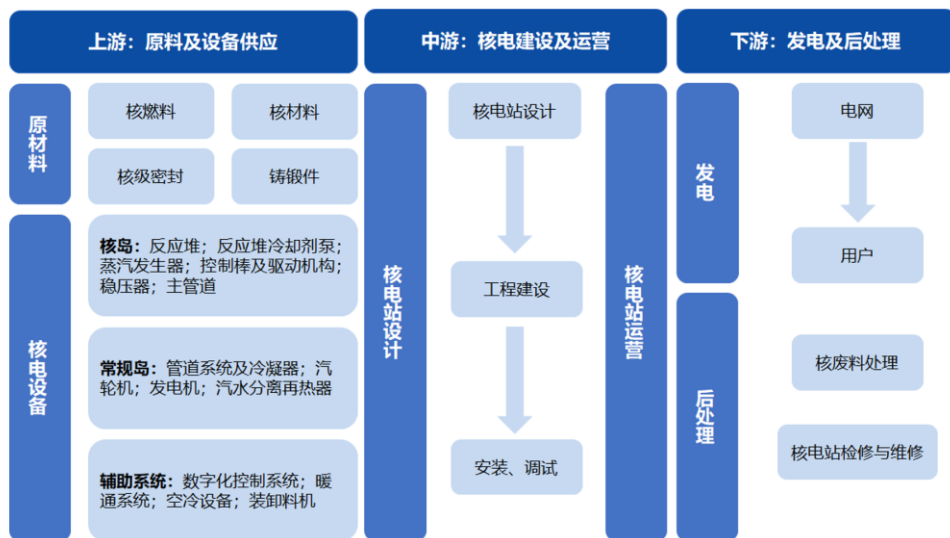 上游：原料及设备供应
原材料
核燃料
核材料
核级密封
铸锻件
核电设备
核岛：反应堆；反应堆冷却剂泵；
蒸汽发生器；控制棒及驱动机构；
稳压器；主管道
常规岛：管道系统及冷凝器；汽
轮机；发电机；汽水分离再热器
辅助系统：数字化控制系统；暖
通系统；空冷设备；装卸料机
中游：核电建设及运营
核电站设计
核电站设计
工程建设
安装、调试
核电站运营
下游：发电及后处理
发电
电网
用户
后处理
核废料处理
核电站检修与维修